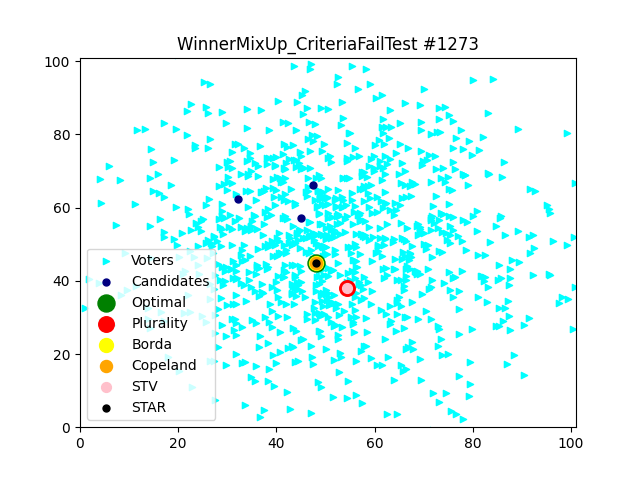 WinnerMixUp_CriteriaFailTest #1273
100
80
60
40
20
0
Voters
Candidates
Optimal
Plurality
Borda
Copeland
STV
STAR
0 20 40 60 80 100